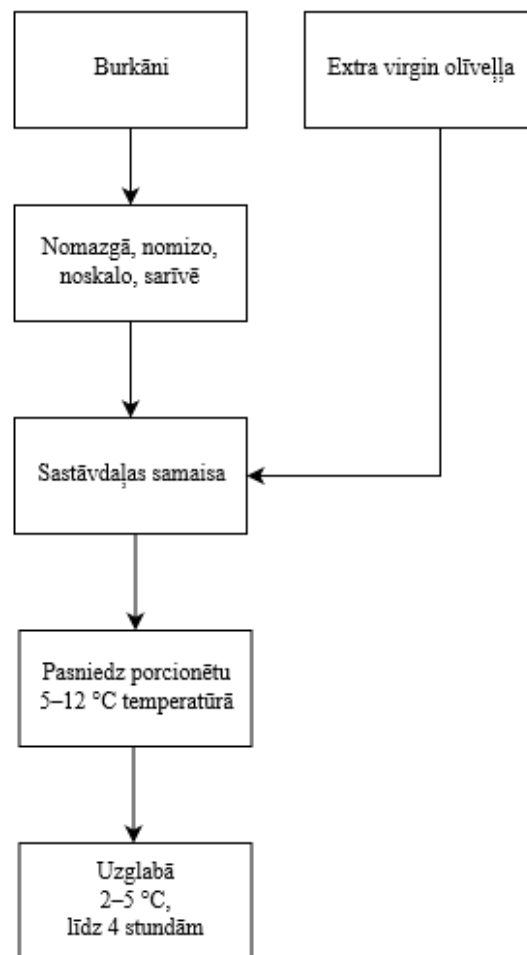 Burkāni
Extra virgin olīveļļa
Nomazgā, nomizo,
noskalo, sarīvē
Sastāvdaļas samaisa
Pasniedz porcionētu
5–12 °C temperatūrā
Uzglabā
2–5 °C,
līdz 4 stundām